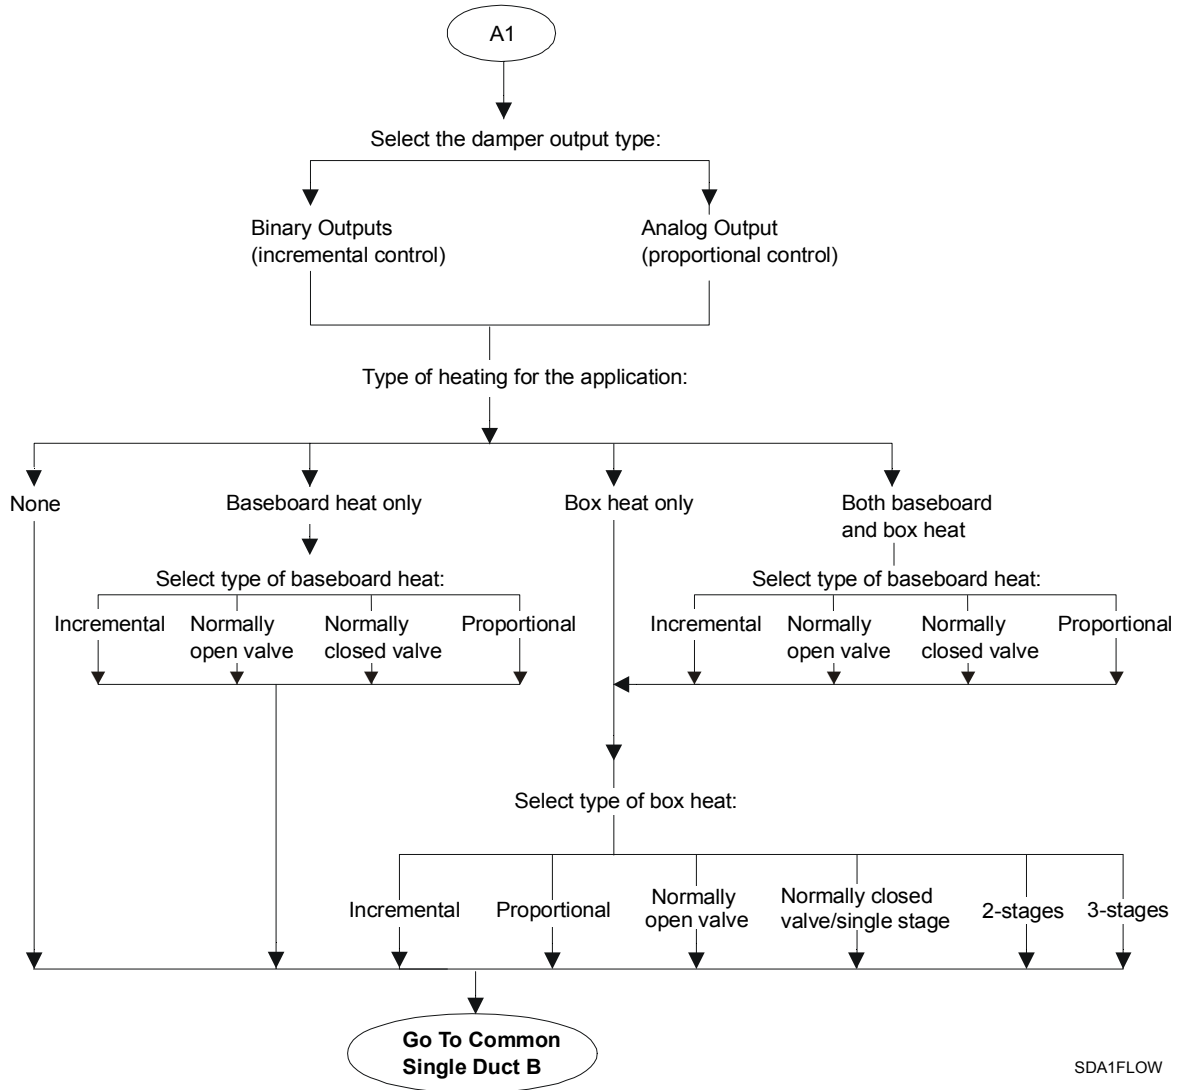 A1
Select the damper output type:
Binary Outputs
(incremental control)
Analog Output
(proportional control)
Type of heating for the application:
None
Baseboard heat only
Box heat only
Both baseboard
and box heat
Select type of baseboard heat:
Select type of baseboard heat:
Incremental
Normally
open valve
Normally
closed valve
Proportional
Incremental
Normally
open valve
Normally
closed valve
Proportional
Select type of box heat:
Incremental
Proportional
Normally
open valve
Normally closed
valve/single stage
2-stages
3-stages
Go To Common
Single Duct B
SDA1FLOW